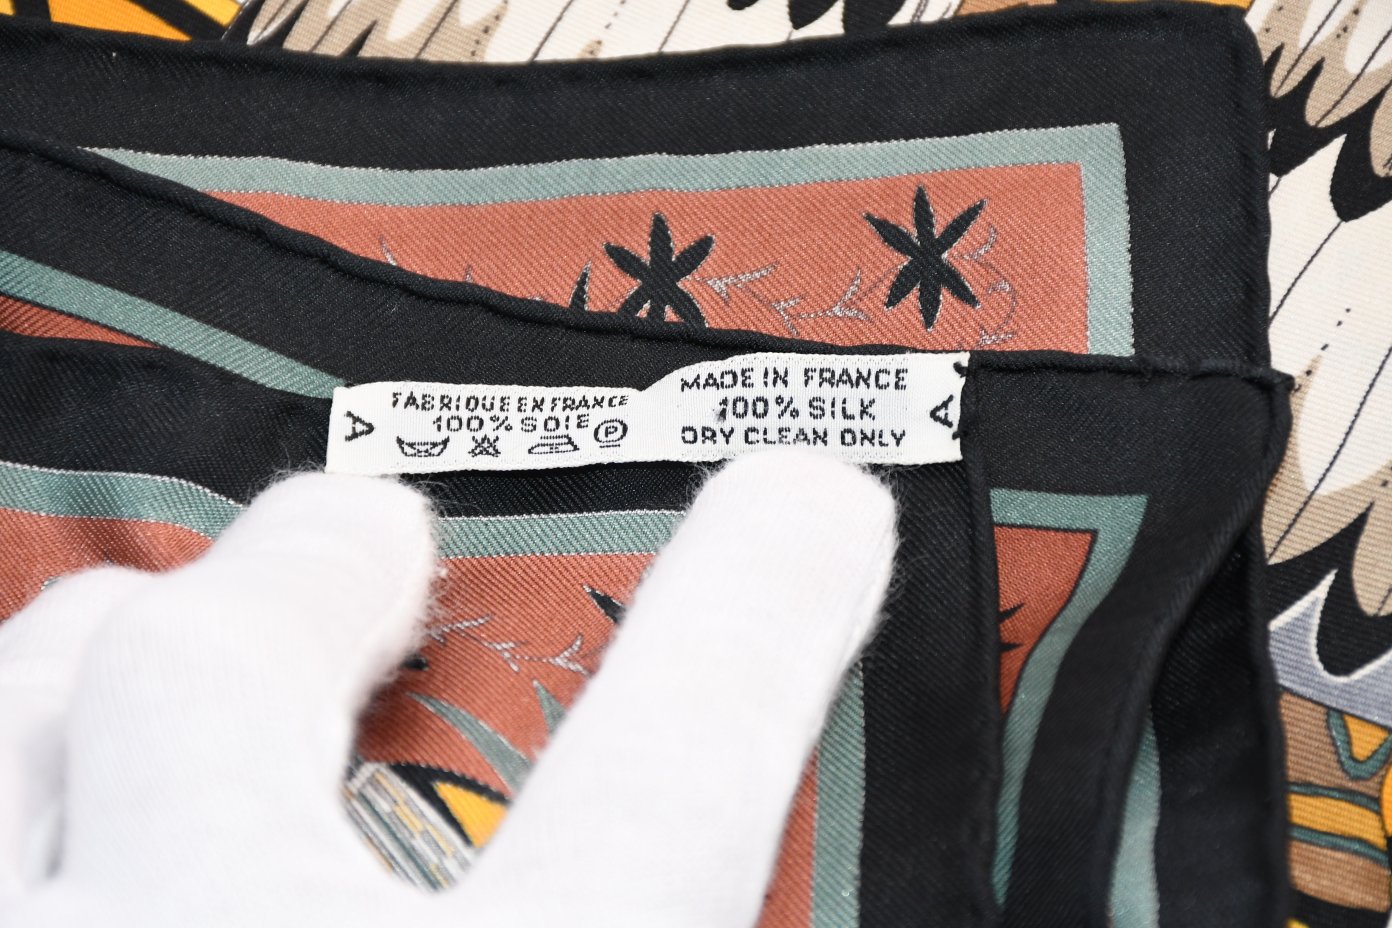 A
FABRIQUE EN FRANCE
100% SOIE
P
MADE IN FRANCE
100% SILK
DRY CLEAN ONLY
A